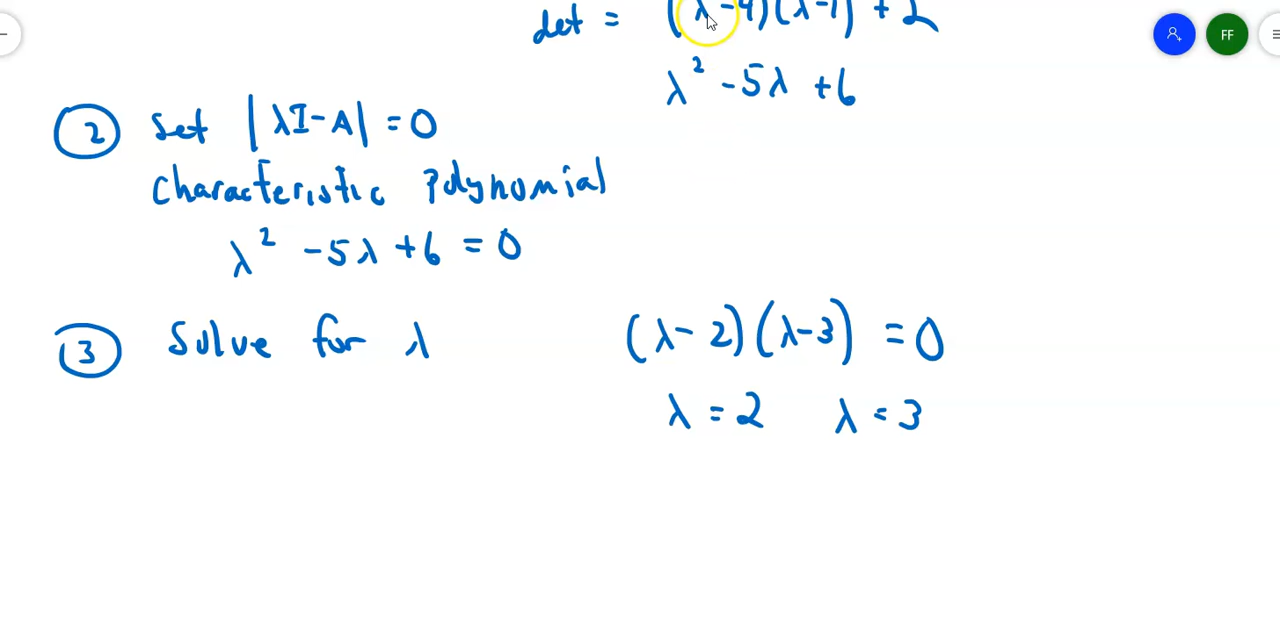 det = (λ-4)(λ-1) + 2
λ² -5λ +6
② Set |λI-A| = 0
Characteristic Polynomial
λ² -5λ +6 = 0
③ Solve for λ
(λ-2)(λ-3) = 0
λ = 2 λ = 3
FF